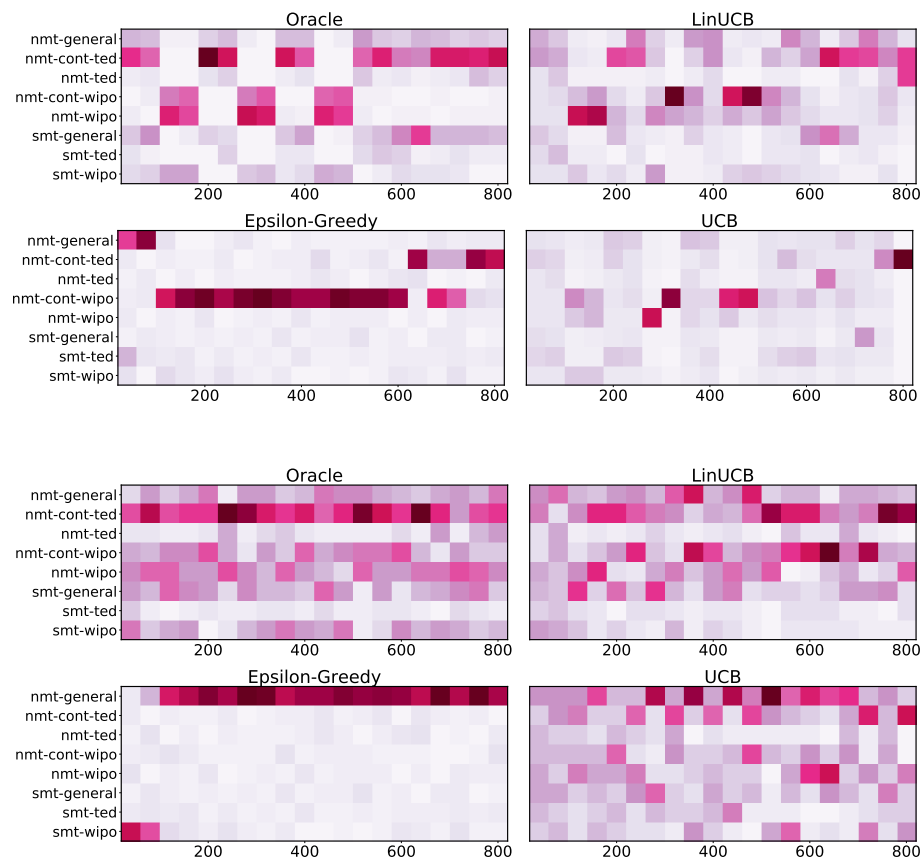 Oracle
LinUCB
nmt-general
nmt-cont-ted
nmt-ted
nmt-cont-wipo
nmt-wipo
smt-general
smt-ted
smt-wipo
200 400 600 800
200 400 600 800
Epsilon-Greedy
UCB
nmt-general
nmt-cont-ted
nmt-ted
nmt-cont-wipo
nmt-wipo
smt-general
smt-ted
smt-wipo
200 400 600 800
200 400 600 800
Oracle
LinUCB
nmt-general
nmt-cont-ted
nmt-ted
nmt-cont-wipo
nmt-wipo
smt-general
smt-ted
smt-wipo
200 400 600 800
200 400 600 800
Epsilon-Greedy
UCB
nmt-general
nmt-cont-ted
nmt-ted
nmt-cont-wipo
nmt-wipo
smt-general
smt-ted
smt-wipo
200 400 600 800
200 400 600 800